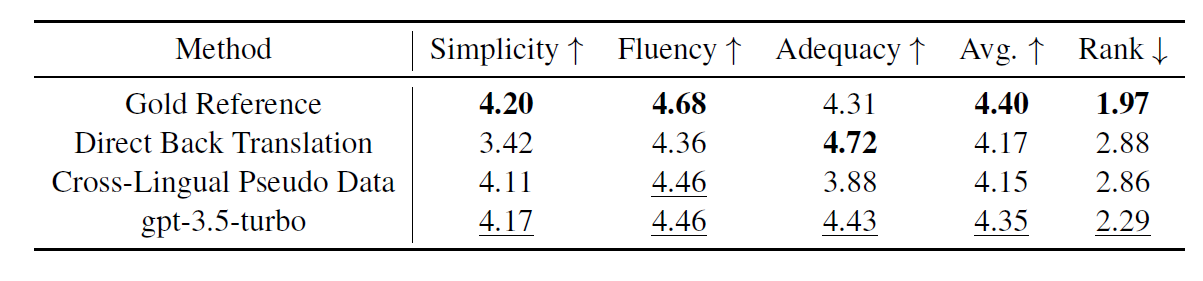 Method Simplicity ↑ Fluency ↑ Adequacy ↑ Avg. ↑ Rank ↓
Gold Reference 4.20 4.68 4.31 4.40 1.97
Direct Back Translation 3.42 4.36 4.72 4.17 2.88
Cross-Lingual Pseudo Data 4.11 4.46 3.88 4.15 2.86
gpt-3.5-turbo 4.17 4.46 4.43 4.35 2.29